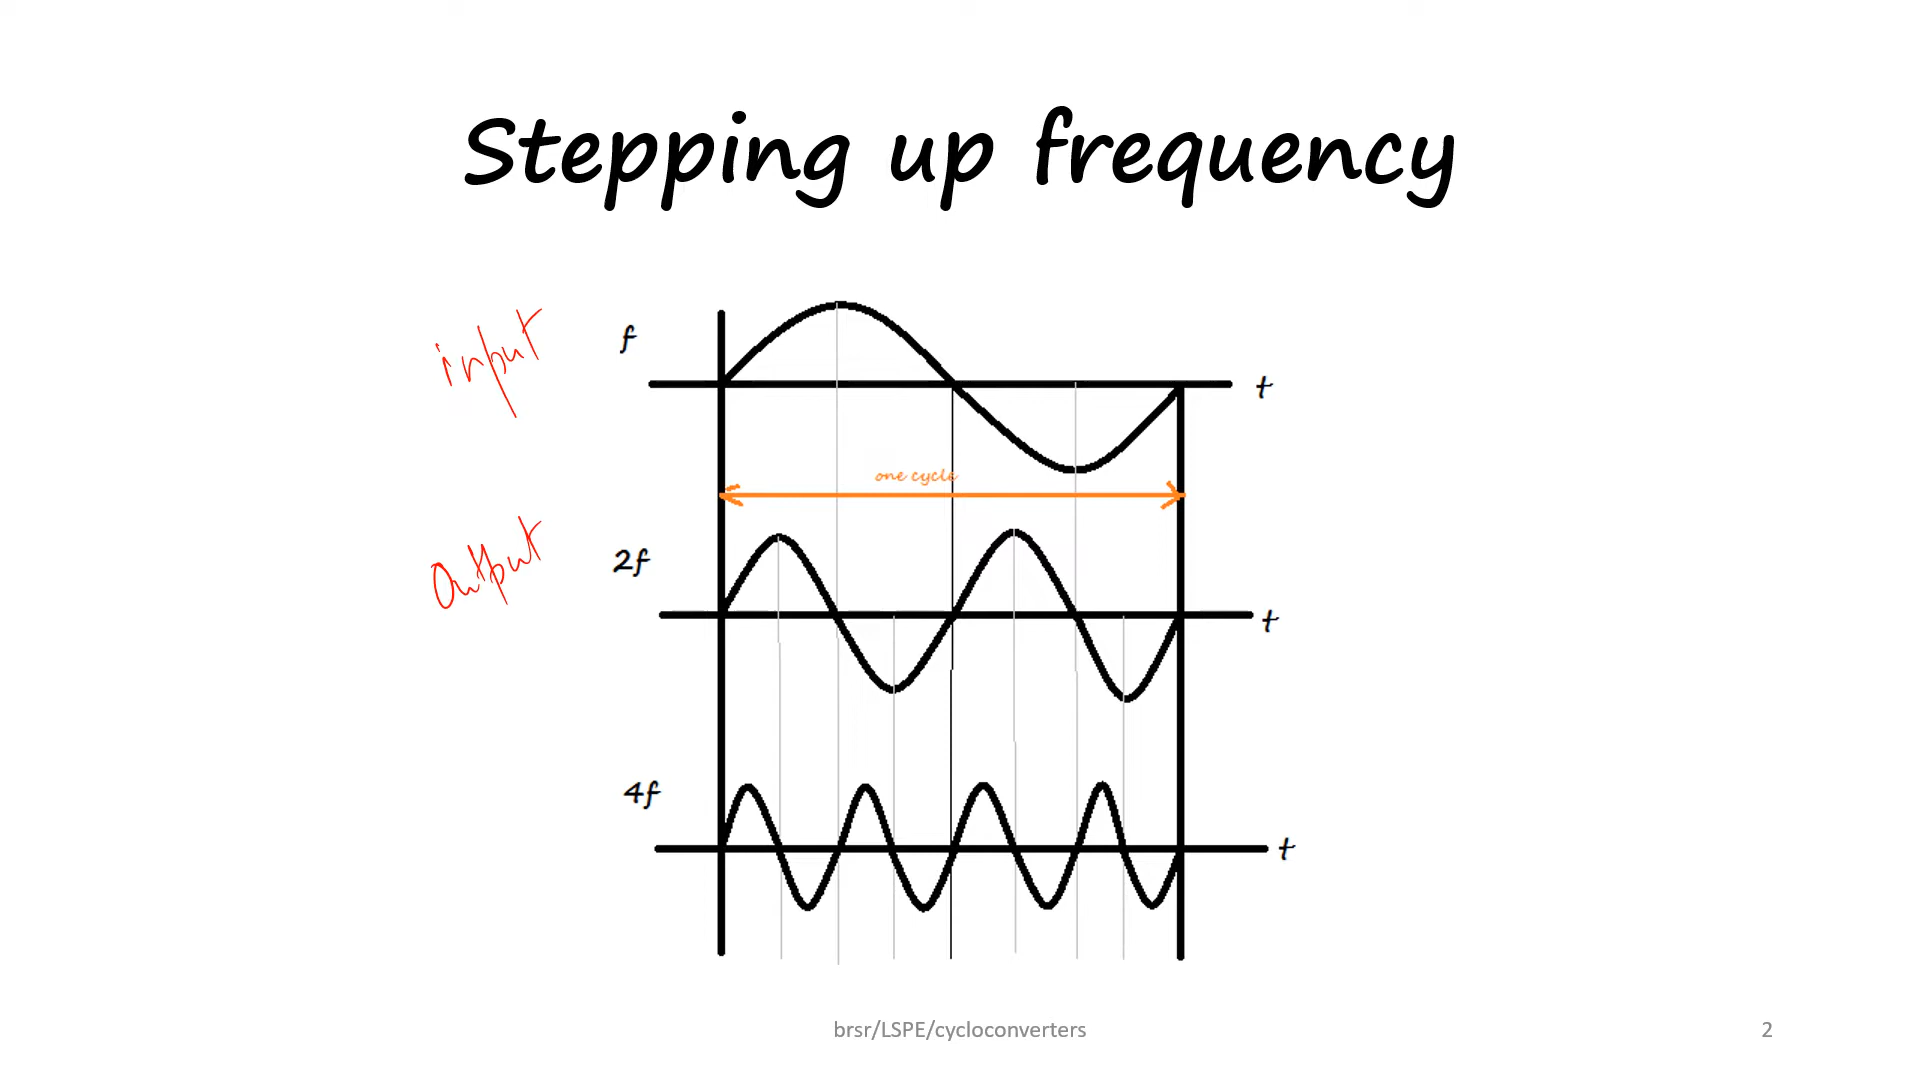 Stepping up frequency
input
f
t
one cycle
output
2f
t
4f
t
brsr/LSPE/cycloconverters
2